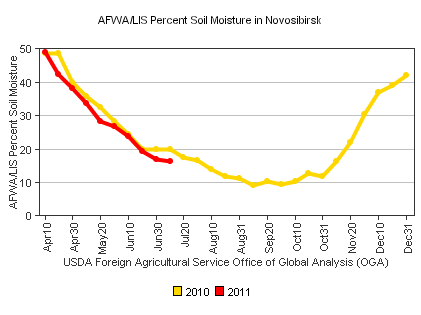 AFWA/LIS Percent Soil Moisture in Novosibirsk
AFWA/LIS Percent Soil Moisture
50
40
30
20
10
0
Apr10
Apr30
May20
Jun10
Jun30
Jul20
Aug10
Aug31
Sep20
Oct10
Oct31
Nov20
Dec10
Dec31
USDA Foreign Agricultural Service Office of Global Analysis (OGA)
2010 2011